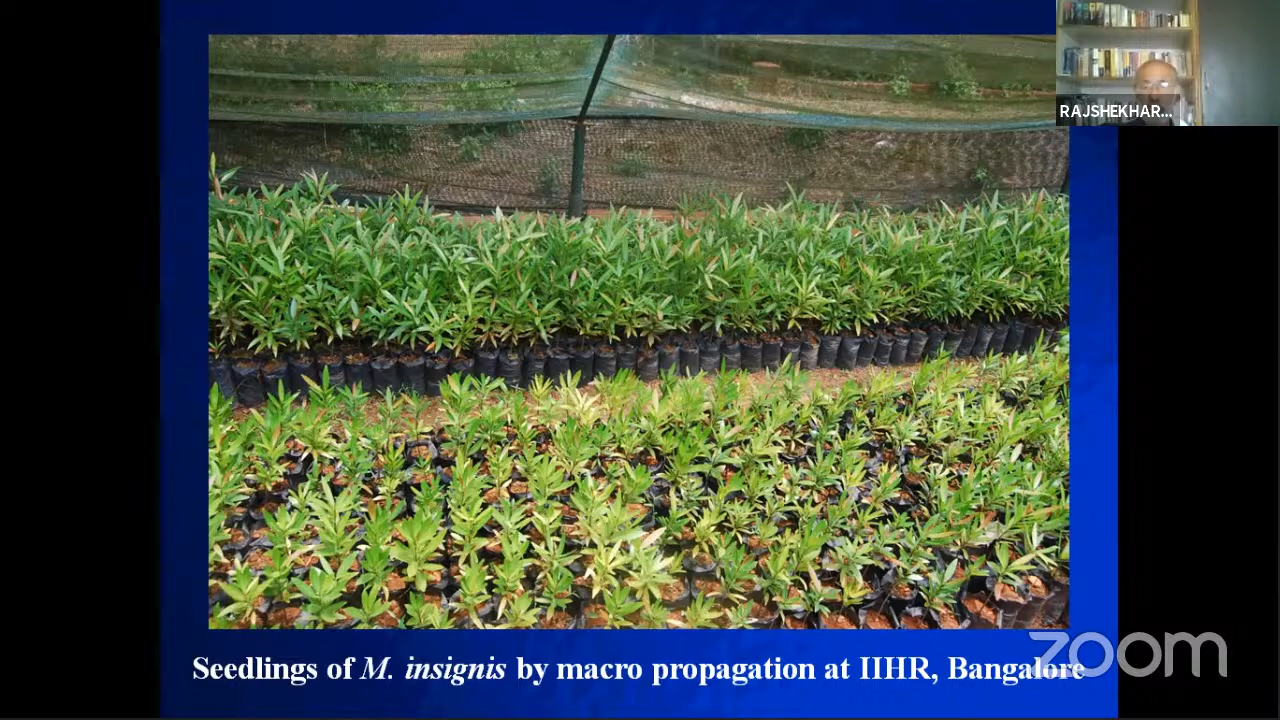 RAJSHEKHAR...
Seedlings of M. insignis by macro propagation at IIHR, Bangalore
zoom